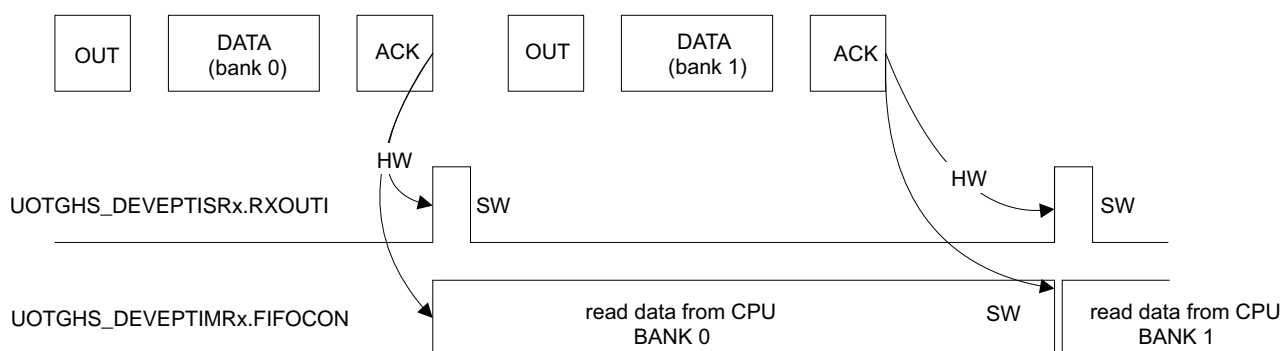 OUT
DATA
(bank 0)
ACK
OUT
DATA
(bank 1)
ACK
HW
HW
UOTGHS_DEVEPTISRx.RXOUTI
SW
SW
UOTGHS_DEVEPTIMRx.FIFOCON
read data from CPU
BANK 0
SW
read data from CPU
BANK 1